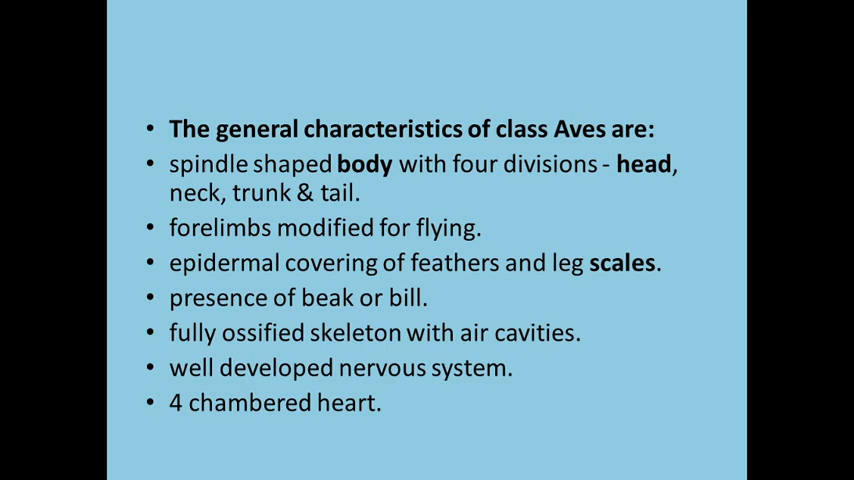 • The general characteristics of class Aves are:
• spindle shaped body with four divisions - head,
neck, trunk & tail.
• forelimbs modified for flying.
• epidermal covering of feathers and leg scales.
• presence of beak or bill.
• fully ossified skeleton with air cavities.
• well developed nervous system.
• 4 chambered heart.